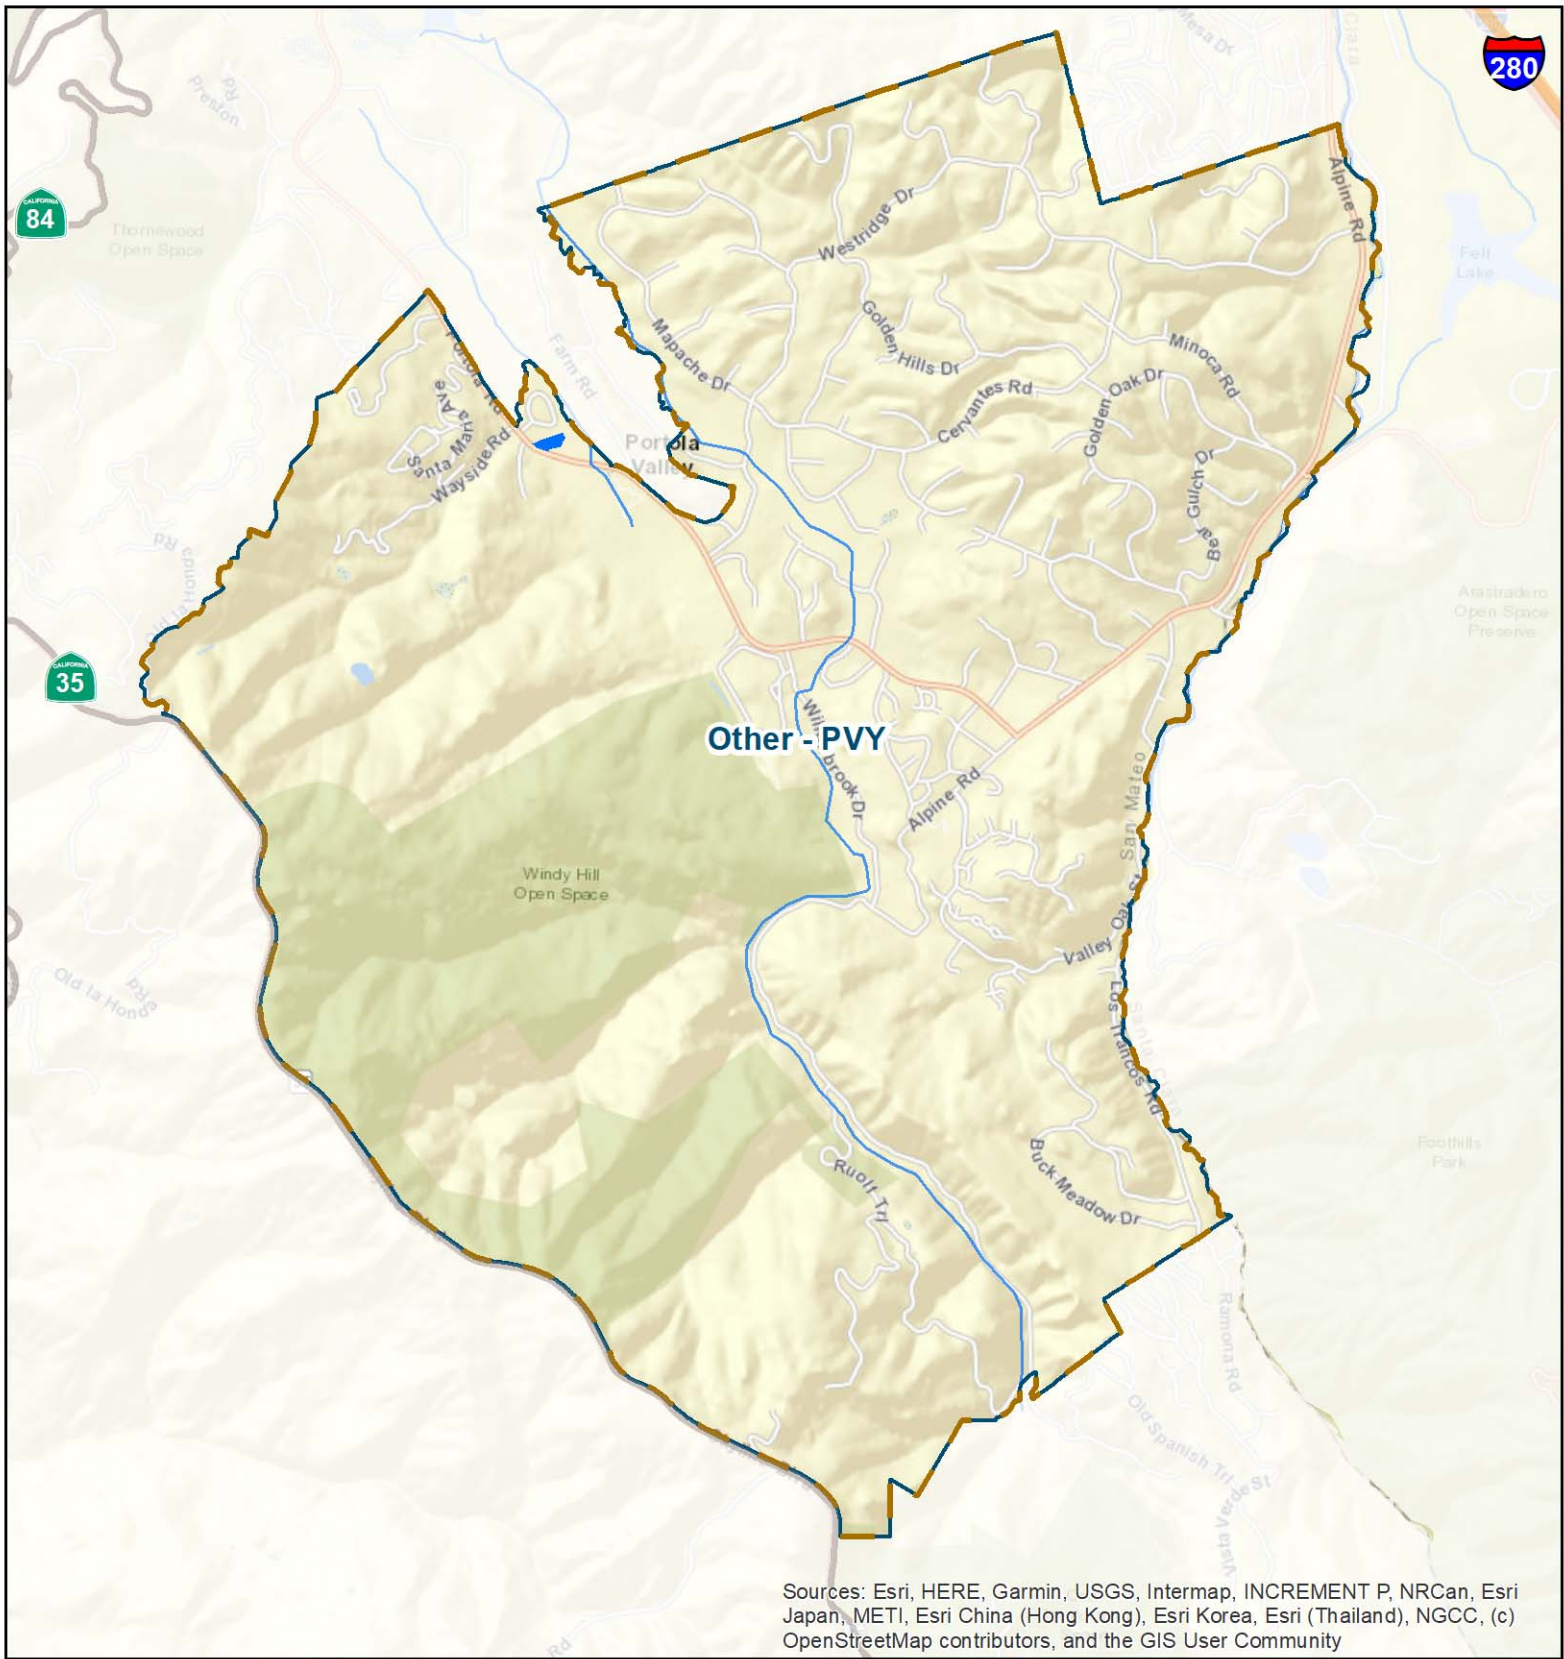 Mesa Dr
Clara
280
Preston
Rd
CALIFORNIA
84
Thornewood
Open Space
Alpine Rd
Westridge Dr
Felt
Lake
Golden Hills Dr
Mapache Dr
Minoca Rd
Portola Rd
Farm Rd
Golden Oak Dr
Cervantes Rd
Santa Maria Ave
Wayside Rd
Portola
Valley
Bear Gulch Dr
Arastradero
Open Space
Preserve
CALIFORNIA
35
Other - PVY
Willowbrook Dr
Alpine Rd
San Mateo
Windy Hill
Open Space
Valley Oak St
Old la Honda
Rd
Los Trancos Rd
Buck Meadow Dr
Foothills
Park
Ruolf Trl
Ramona Rd
Old Spanish Trl
Vista Verde St
Sources: Esri, HERE, Garmin, USGS, Intermap, INCREMENT P, NRCan, Esri
Japan, METI, Esri China (Hong Kong), Esri Korea, Esri (Thailand), NGCC, (c)
OpenStreetMap contributors, and the GIS User Community
Rd